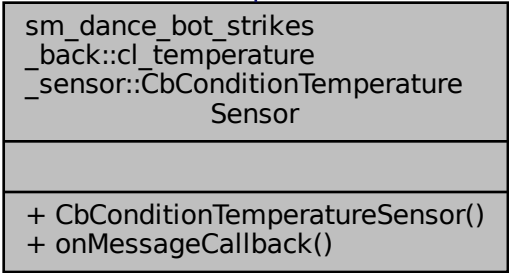 sm_dance_bot_strikes
_back::cl_temperature
_sensor::CbConditionTemperature
Sensor
+ CbConditionTemperatureSensor()
+ onMessageCallback()